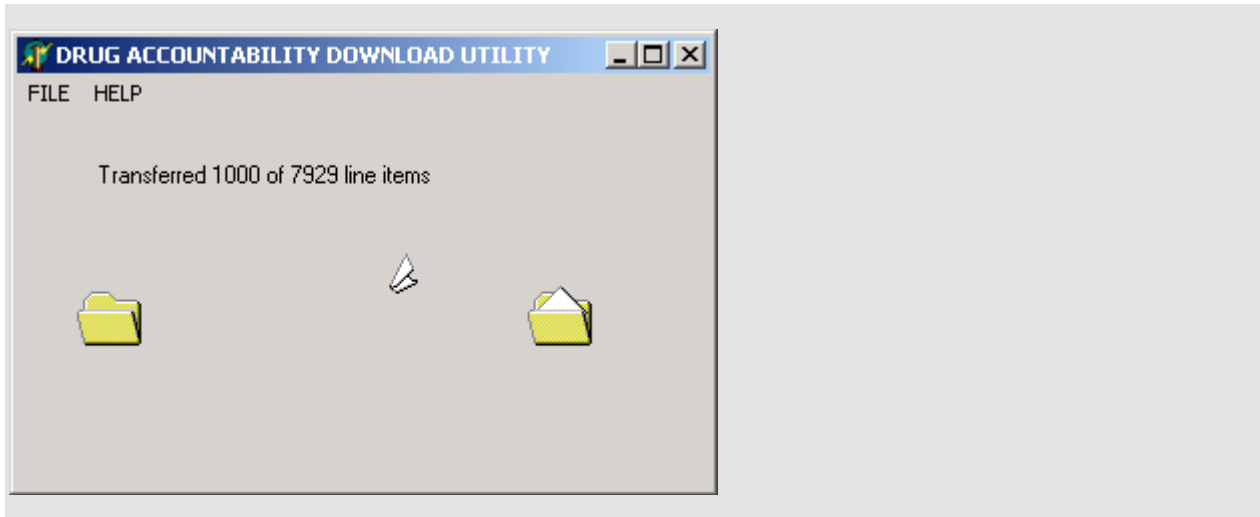 DRUG ACCOUNTABILITY DOWNLOAD UTILITY
FILE HELP
Transferred 1000 of 7929 line items